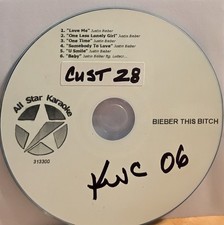 1. "Love Me" Justin Bieber
2. "One Less Lonely Girl" Justin Bieber
3. "One Time" Justin Bieber
4. "Somebody To Love" Justin Bieber
5. "U Smile" Justin Bieber
6. "Baby" Justin Bieber ftg.
CUST 28
All Star Karaoke
313300
BIEBER THIS BITCH
KWC 06